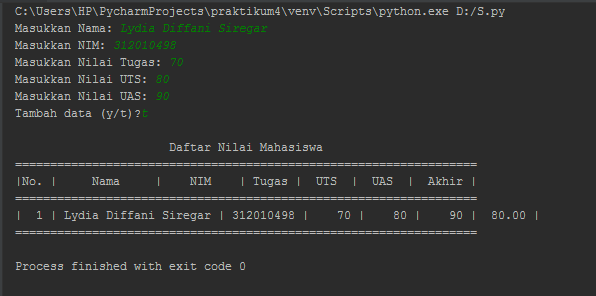 C:\Users\HP\PycharmProjects\praktikum4\venv\Scripts\python.exe D:/S.py
Masukkan Nama: Lydia Diffani Siregar
Masukkan NIM: 312010498
Masukkan Nilai Tugas: 70
Masukkan Nilai UTS: 80
Masukkan Nilai UAS: 90
Tambah data (y/t)?t
Daftar Nilai Mahasiswa
==================================================================
|No. |     Nama     |    NIM    | Tugas |  UTS  |  UAS  |  Akhir |
==================================================================
|  1 | Lydia Diffani Siregar | 312010498 |    70 |    80 |    90 |  80.00 |
==================================================================
Process finished with exit code 0